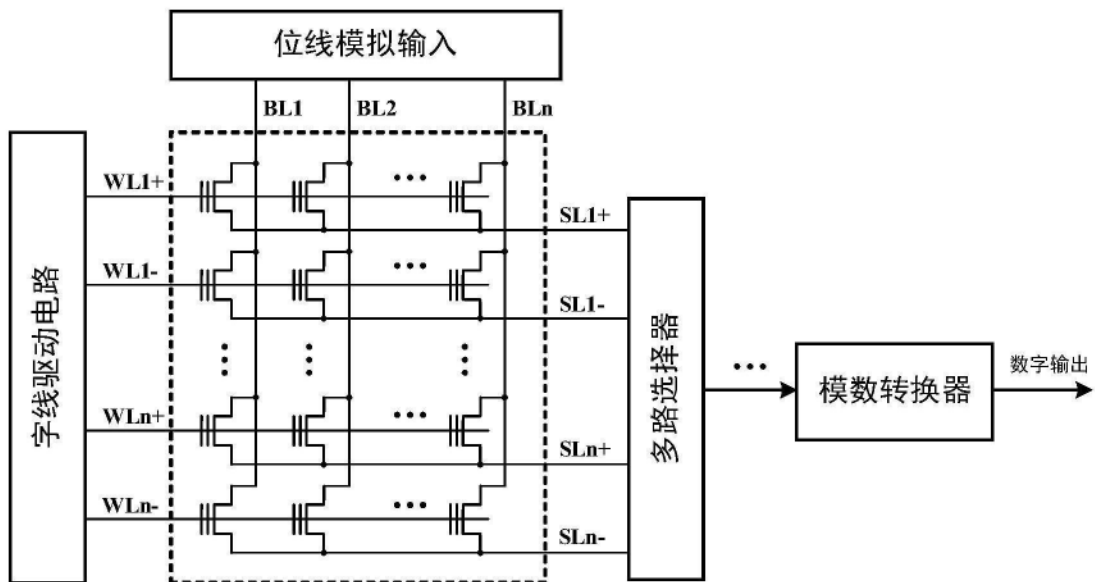 位线模拟输入
BL1
BL2
BLn
字线驱动电路
WL1+
SL1+
WL1-
SL1-
多路选择器
模数转换器
数字输出
WLn+
SLn+
WLn-
SLn-